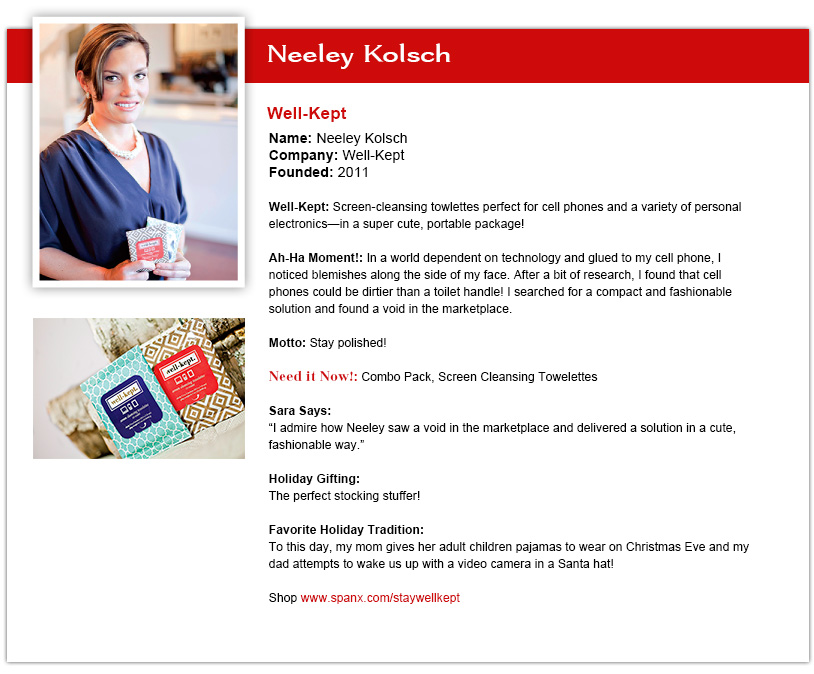 Neeley Kolsch
Well-Kept
Name: Neeley Kolsch
Company: Well-Kept
Founded: 2011
Well-Kept: Screen-cleansing towlettes perfect for cell phones and a variety of personal
electronics—in a super cute, portable package!
Ah-Ha Moment!: In a world dependent on technology and glued to my cell phone, I
noticed blemishes along the side of my face. After a bit of research, I found that cell
phones could be dirtier than a toilet handle! I searched for a compact and fashionable
solution and found a void in the marketplace.
Motto: Stay polished!
Need it Now!: Combo Pack, Screen Cleansing Towelettes
Sara Says:
“I admire how Neeley saw a void in the marketplace and delivered a solution in a cute,
fashionable way.”
Holiday Gifting:
The perfect stocking stuffer!
Favorite Holiday Tradition:
To this day, my mom gives her adult children pajamas to wear on Christmas Eve and my
dad attempts to wake us up with a video camera in a Santa hat!
Shop www.spanx.com/staywellkept
well-kept.
well-kept.